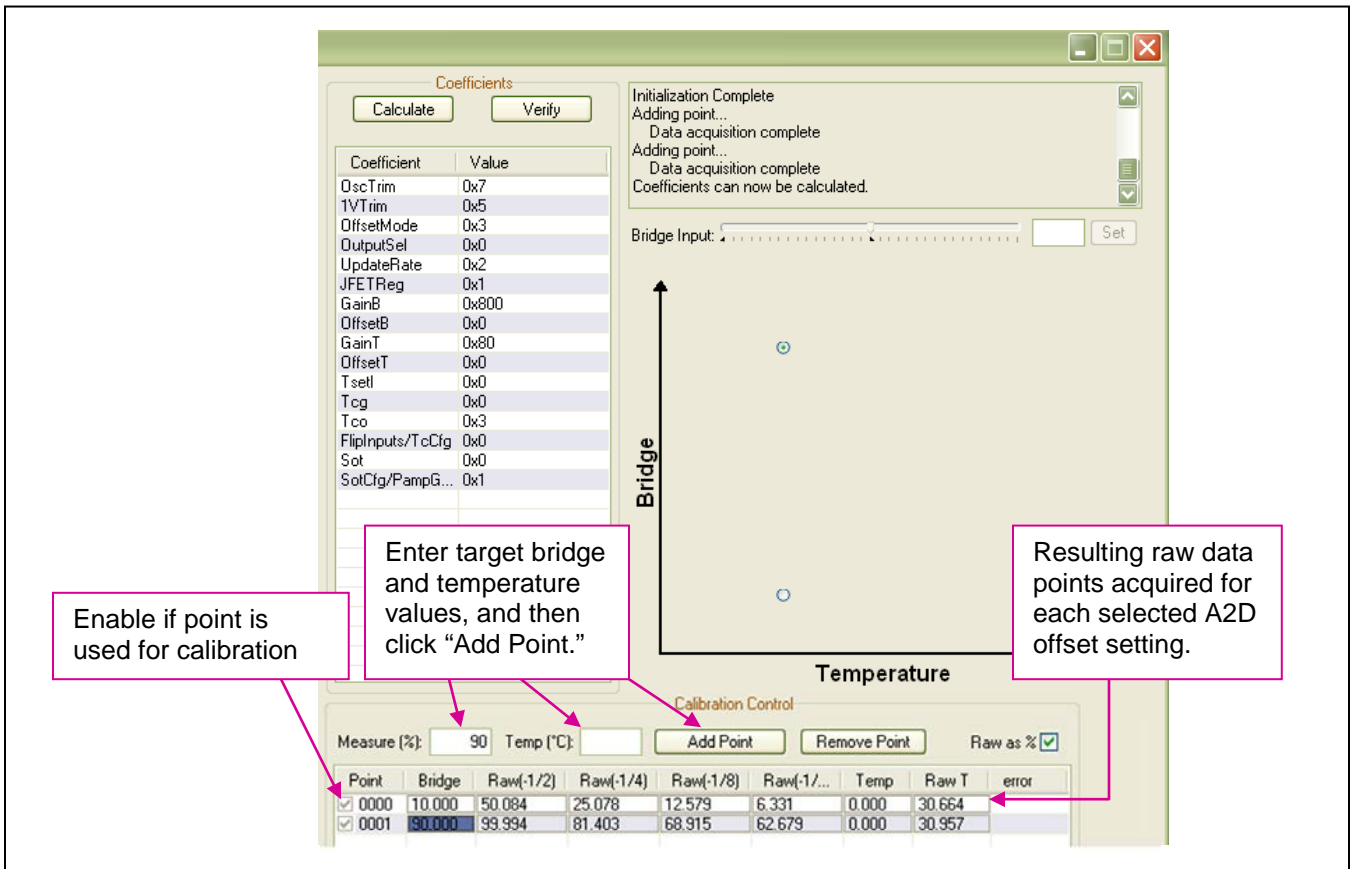 Coefficients
Calculate Verify
Coefficient Value
OscTrim 0x7
1VTrim 0x5
OffsetMode 0x3
OutputSel 0x0
UpdateRate 0x2
JFETReg 0x1
GainB 0x800
OffsetB 0x0
GainT 0x80
OffsetT 0x0
Tsetl 0x0
Tcg 0x0
Tco 0x3
FlipInputs/TcCfg 0x0
Sot 0x0
SotCfg/PampG... 0x1
Initialization Complete
Adding point...
Data acquisition complete
Adding point...
Data acquisition complete
Coefficients can now be calculated.
Bridge Input: Set
Bridge
Temperature
Enable if point is
used for calibration
Enter target bridge
and temperature
values, and then
click “Add Point.”
Resulting raw data
points acquired for
each selected A2D
offset setting.
Calibration Control
Measure (%): 90 Temp (°C): Add Point Remove Point Raw as %
Point Bridge Raw(-1/2) Raw(-1/4) Raw(-1/8) Raw(-1/... Temp Raw T error
0000 10.000 50.084 25.078 12.579 6.331 0.000 30.664
0001 90.000 99.994 81.403 68.915 62.679 0.000 30.957